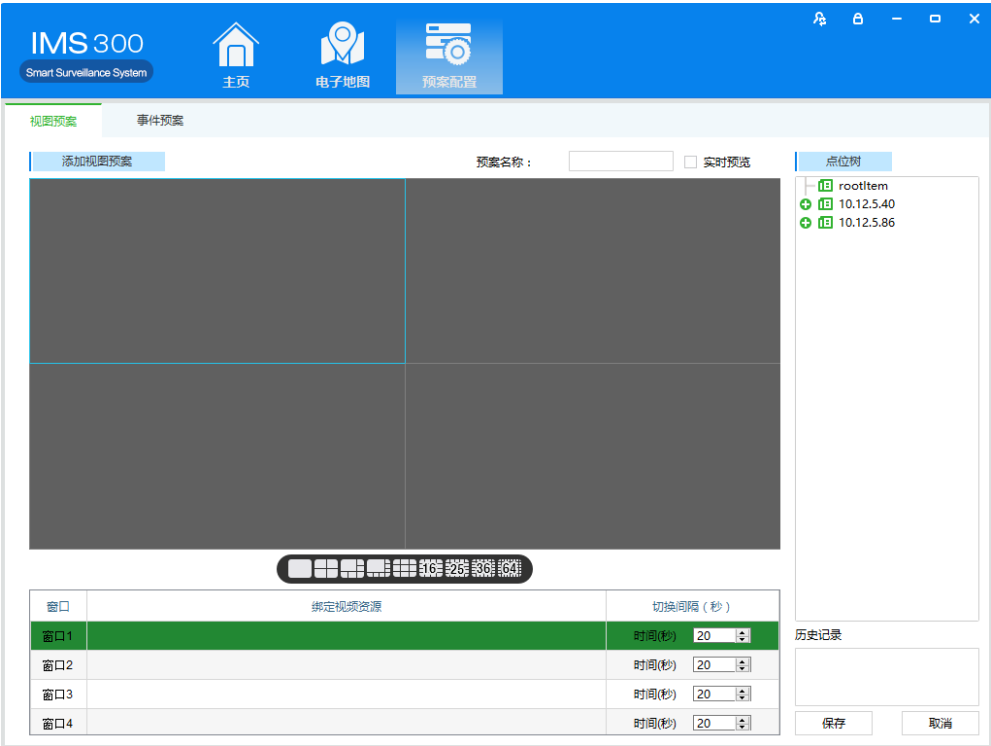 IMS 300
Smart Surveillance System
主页
电子地图
预案配置
视图预案
事件预案
添加视图预案
预案名称：
实时预览
点位树
rootItem
10.12.5.40
10.12.5.86
16 25 36 64
窗口 绑定视频资源 切换间隔（秒）
窗口1 时间(秒) 20
窗口2 时间(秒) 20
窗口3 时间(秒) 20
窗口4 时间(秒) 20
历史记录
保存 取消